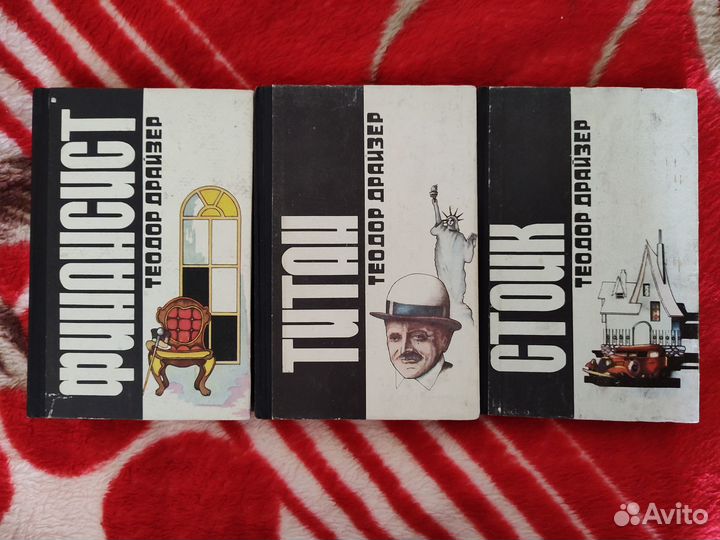 ФИНАНСИСТ
ТЕОДОР ДРАЙЗЕР
ТИТАН
ТЕОДОР ДРАЙЗЕР
СТОИК
ТЕОДОР ДРАЙЗЕР
Avito